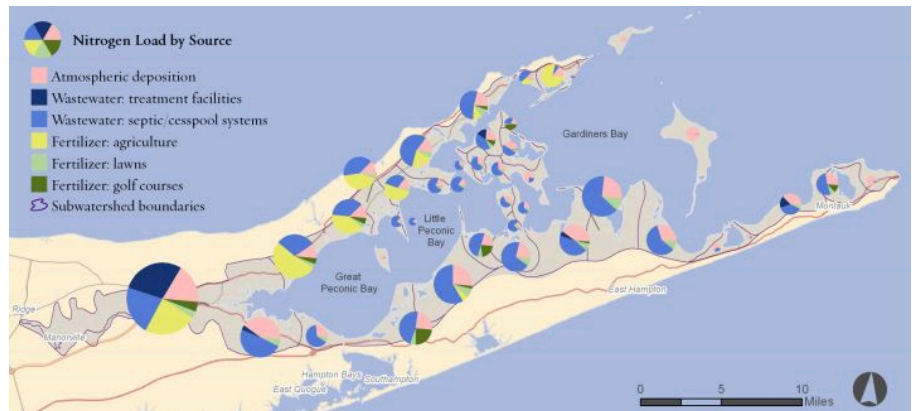 Nitrogen Load by Source
Atmospheric deposition
Wastewater: treatment facilities
Wastewater: septic/cesspool systems
Fertilizer: agriculture
Fertilizer: lawns
Fertilizer: golf courses
Subwatershed boundaries
Gardiners Bay
Montauk
Little
Peconic
Bay
Great
Peconic Bay
East Hampton
Ridge
Manorville
Hampton Bays
Southampton
East Quogue
0 5 10
Miles